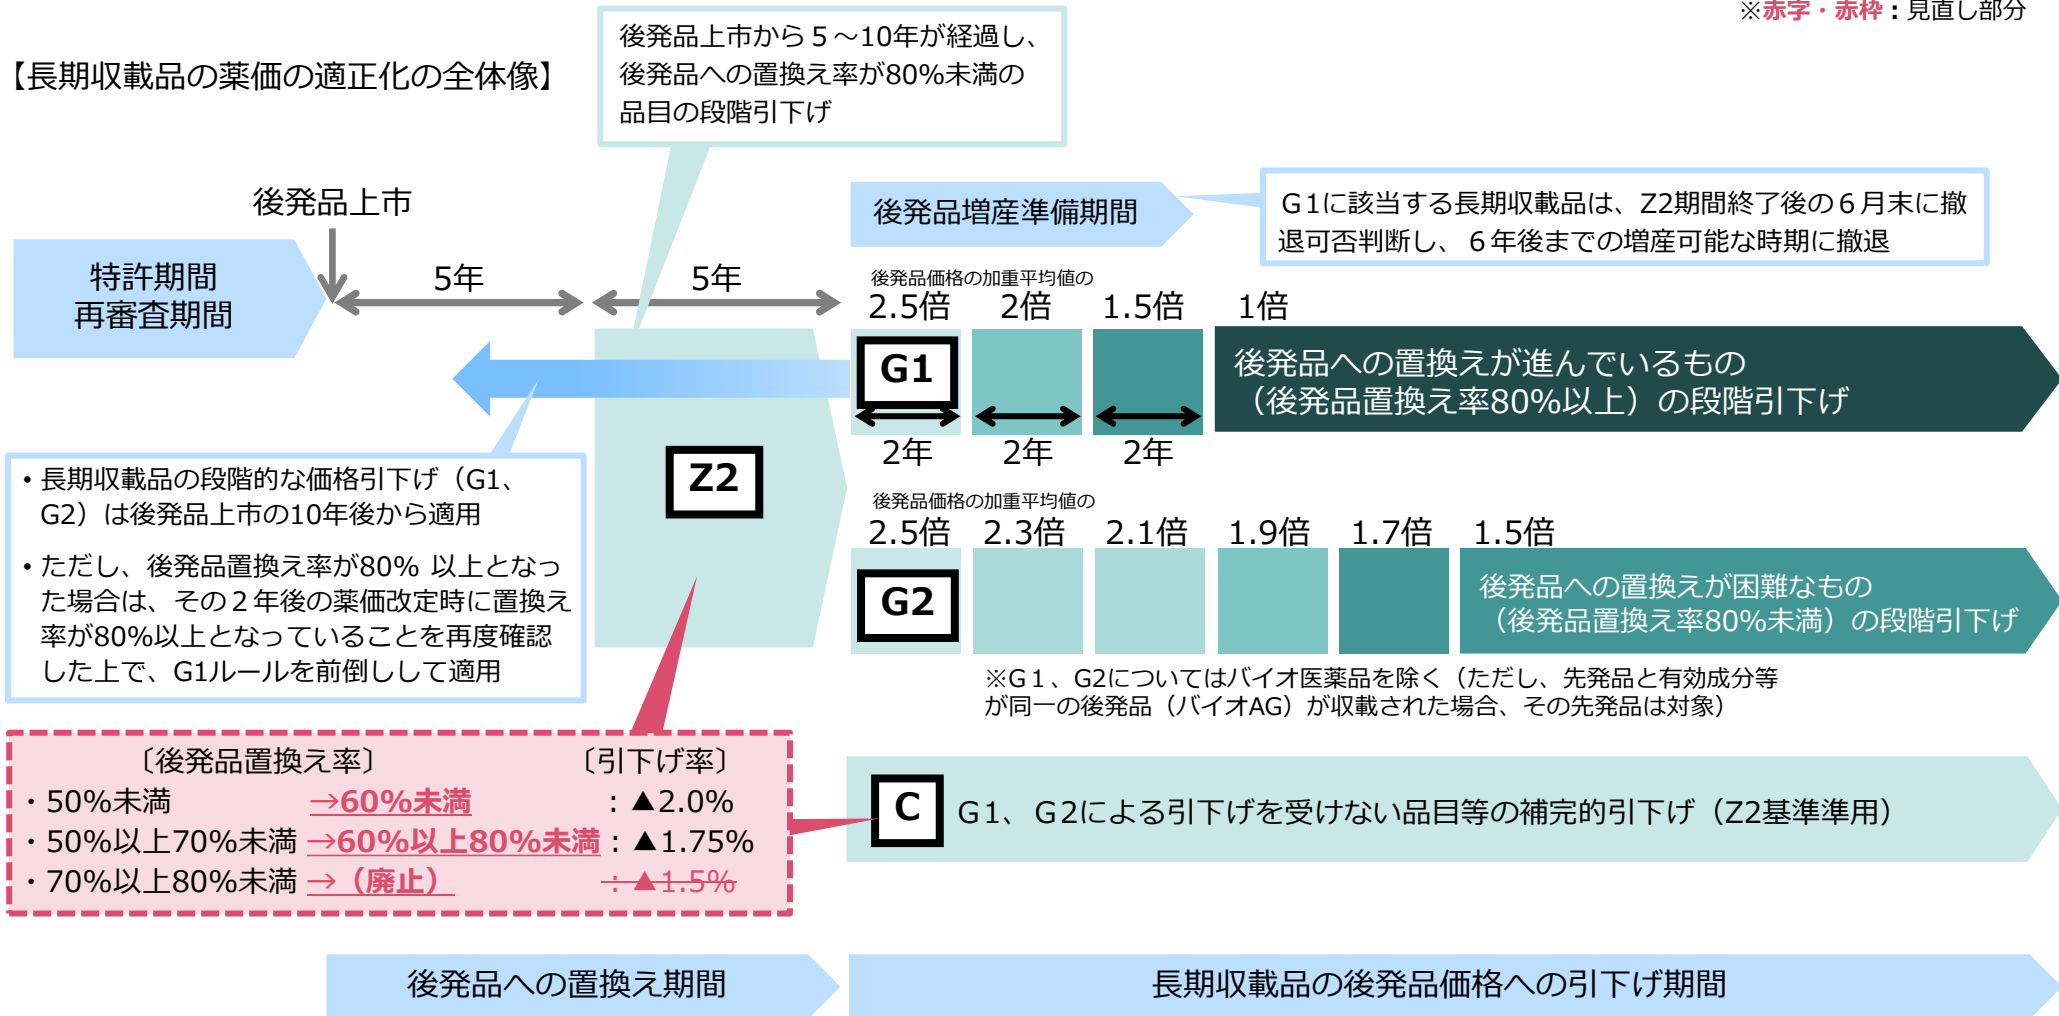 ※赤字・赤枠：見直し部分
【長期収載品の薬価の適正化の全体像】
後発品上市から５～10年が経過し、
後発品への置換え率が80%未満の
品目の段階引下げ
後発品上市
特許期間
再審査期間
5年
5年
後発品増産準備期間
G1に該当する長期収載品は、Z2期間終了後の６月末に撤
退可否判断し、６年後までの増産可能な時期に撤退
後発品価格の加重平均値の
2.5倍 2倍 1.5倍 1倍
G1
後発品への置換えが進んでいるもの
（後発品置換え率80%以上）の段階引下げ
2年 2年 2年
Z2
・長期収載品の段階的な価格引下げ（G1、
G2）は後発品上市の10年後から適用
・ただし、後発品置換え率が80% 以上となっ
た場合は、その２年後の薬価改定時に置換え
率が80%以上となっていることを再度確認
した上で、G1ルールを前倒しして適用
後発品価格の加重平均値の
2.5倍 2.3倍 2.1倍 1.9倍 1.7倍 1.5倍
G2
後発品への置換えが困難なもの
（後発品置換え率80%未満）の段階引下げ
※G１、G2についてはバイオ医薬品を除く（ただし、先発品と有効成分等
が同一の後発品（バイオAG）が収載された場合、その先発品は対象）
〔後発品置換え率〕 〔引下げ率〕
・50%未満 →60%未満 : ▲2.0%
・50%以上70%未満 →60%以上80%未満 : ▲1.75%
・70%以上80%未満 →（廃止） : ▲1.5%
C
G1、G2による引下げを受けない品目等の補完的引下げ（Z2基準準用）
後発品への置換え期間
長期収載品の後発品価格への引下げ期間